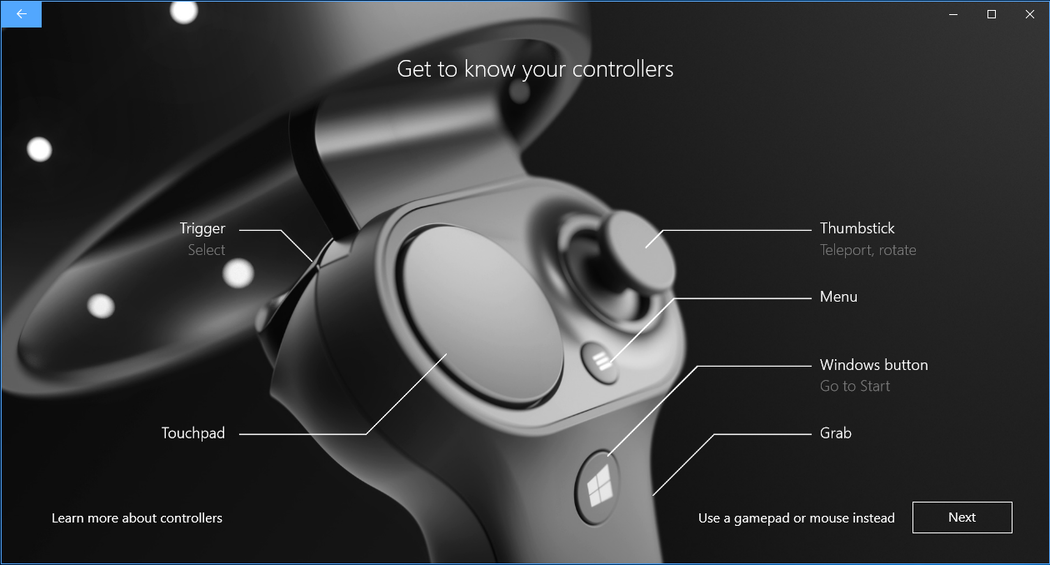 Get to know your controllers
Trigger
Select
Touchpad
Thumbstick
Teleport, rotate
Menu
Windows button
Go to Start
Grab
Learn more about controllers
Use a gamepad or mouse instead
Next